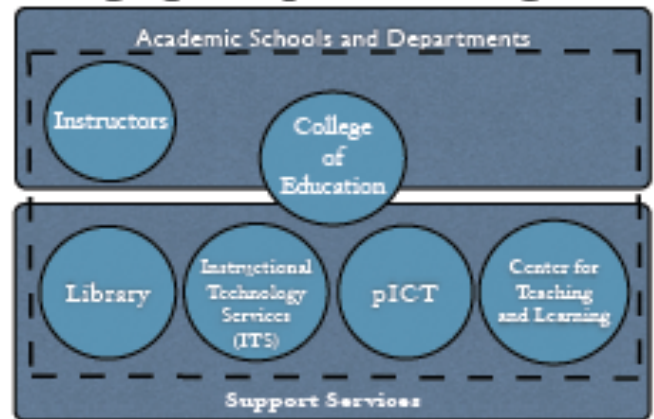 Academic Schools and Departments
Instructors
College
of
Education
Library
Instructional
Technology
Services
(ITS)
pICT
Center for
Teaching
and Learning
Support Services